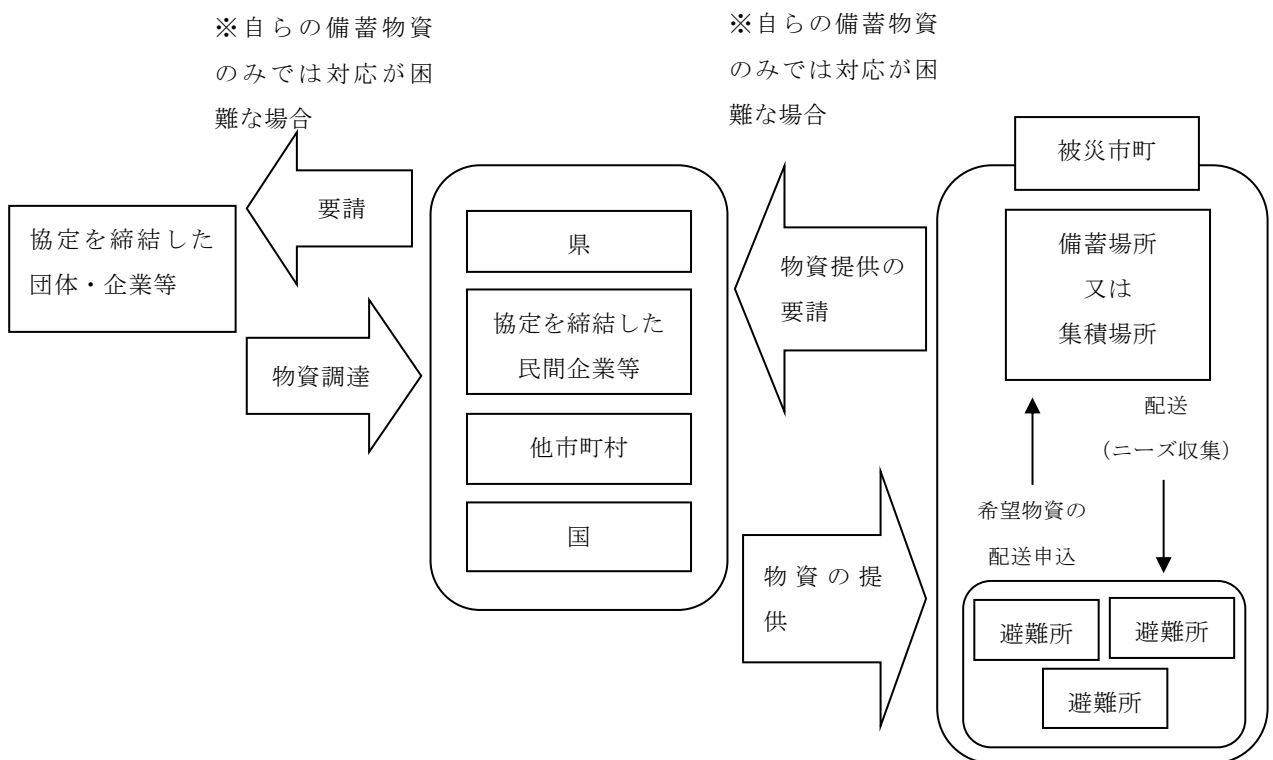 ※自らの備蓄物資
のみでは対応が困
難な場合
※自らの備蓄物資
のみでは対応が困
難な場合
協定を締結した
団体・企業等
要請
物資調達
県
協定を締結した
民間企業等
他市町村
国
物資提供の
要請
物資の提
供
被災市町
備蓄場所
又は
集積場所
配送
（ニーズ収集）
希望物資の
配送申込
避難所
避難所
避難所